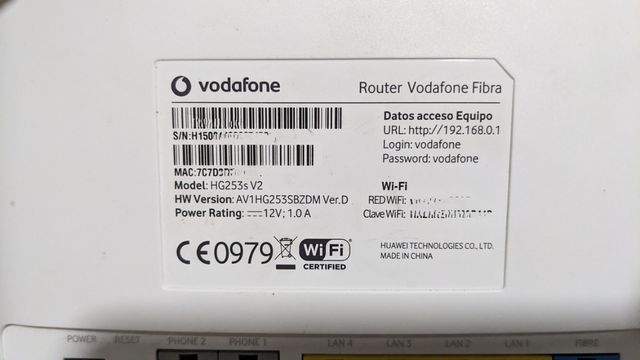 vodafone
Router Vodafone Fibra
Datos acceso Equipo
URL: http://192.168.0.1
Login: vodafone
Password: vodafone
Model: HG253s V2
HW Version: AV1HG253SBZDM Ver.D
Power Rating: ⎓12V; 1.0 A
S/N:
MAC:
Wi-Fi
RED WiFi:
Clave WiFi:
CE0979
WiFi
CERTIFIED
HUAWEI TECHNOLOGIES CO., LTD.
MADE IN CHINA
POWER RESET PHONE 2 PHONE 1 LAN 4 LAN 3 LAN 2 LAN 1 FIBRE